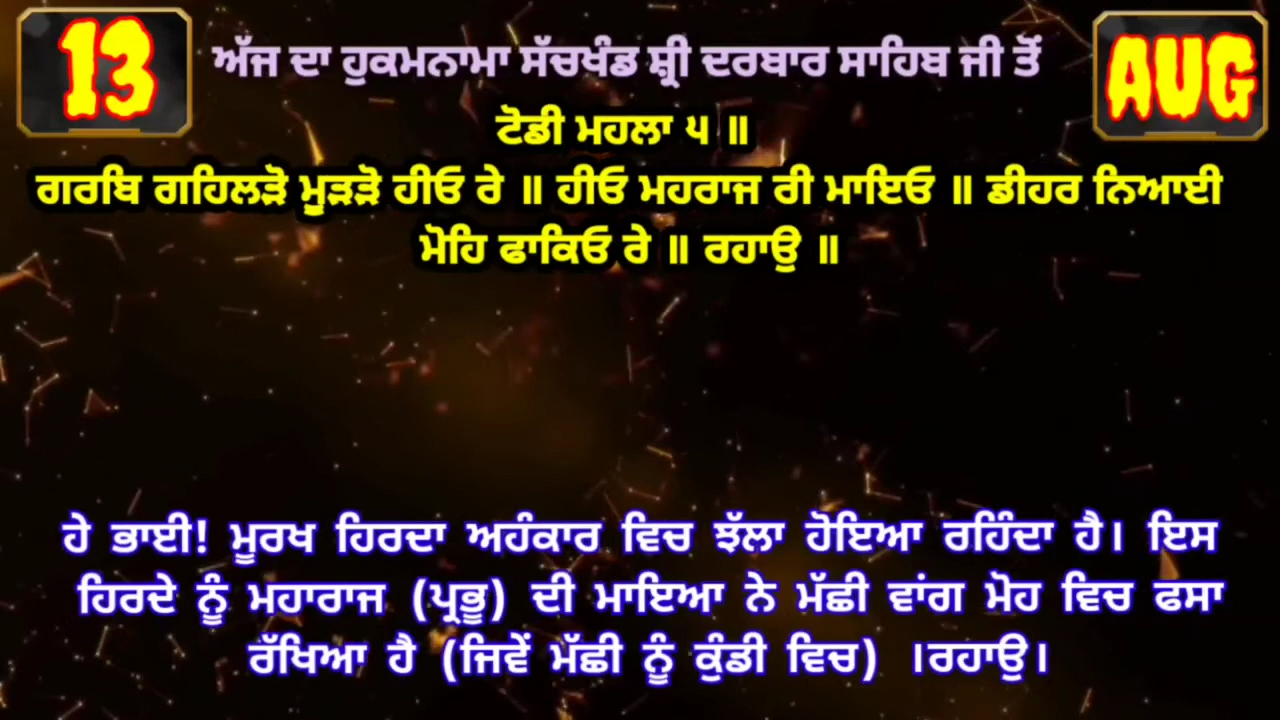 13
ਅੱਜ ਦਾ ਹੁਕਮਨਾਮਾ ਸੱਚਖੰਡ ਸ਼੍ਰੀ ਦਰਬਾਰ ਸਾਹਿਬ ਜੀ ਤੋਂ
AUG
ਟੋਡੀ ਮਹਲਾ ੫ ॥
ਗਰਬਿ ਗਹਿਲੜੋ ਮੂੜੜੋ ਹੀਓ ਰੇ ॥ ਹੀਓ ਮਹਰਾਜ ਰੀ ਮਾਇਓ ॥ ਡੀਹਰ ਨਿਆਈ
ਮੋਹਿ ਫਾਕਿਓ ਰੇ ॥ ਰਹਾਉ ॥
ਹੇ ਭਾਈ! ਮੂਰਖ ਹਿਰਦਾ ਅਹੰਕਾਰ ਵਿਚ ਝੱਲਾ ਹੋਇਆ ਰਹਿੰਦਾ ਹੈ। ਇਸ
ਹਿਰਦੇ ਨੂੰ ਮਹਾਰਾਜ (ਪ੍ਰਭੂ) ਦੀ ਮਾਇਆ ਨੇ ਮੱਛੀ ਵਾਂਗ ਮੋਹ ਵਿਚ ਫਸਾ
ਰੱਖਿਆ ਹੈ (ਜਿਵੇਂ ਮੱਛੀ ਨੂੰ ਕੁੰਡੀ ਵਿਚ) ।ਰਹਾਉ।